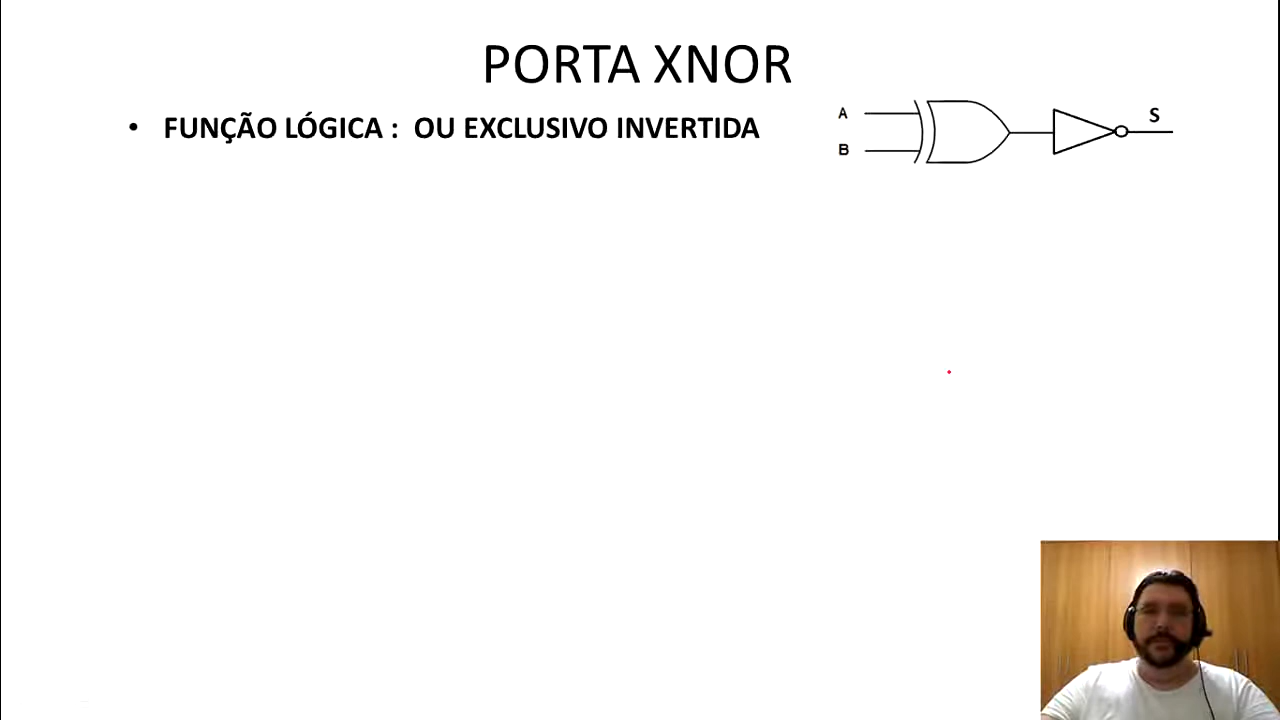 PORTA XNOR
• FUNÇÃO LÓGICA : OU EXCLUSIVO INVERTIDA
A
B
S